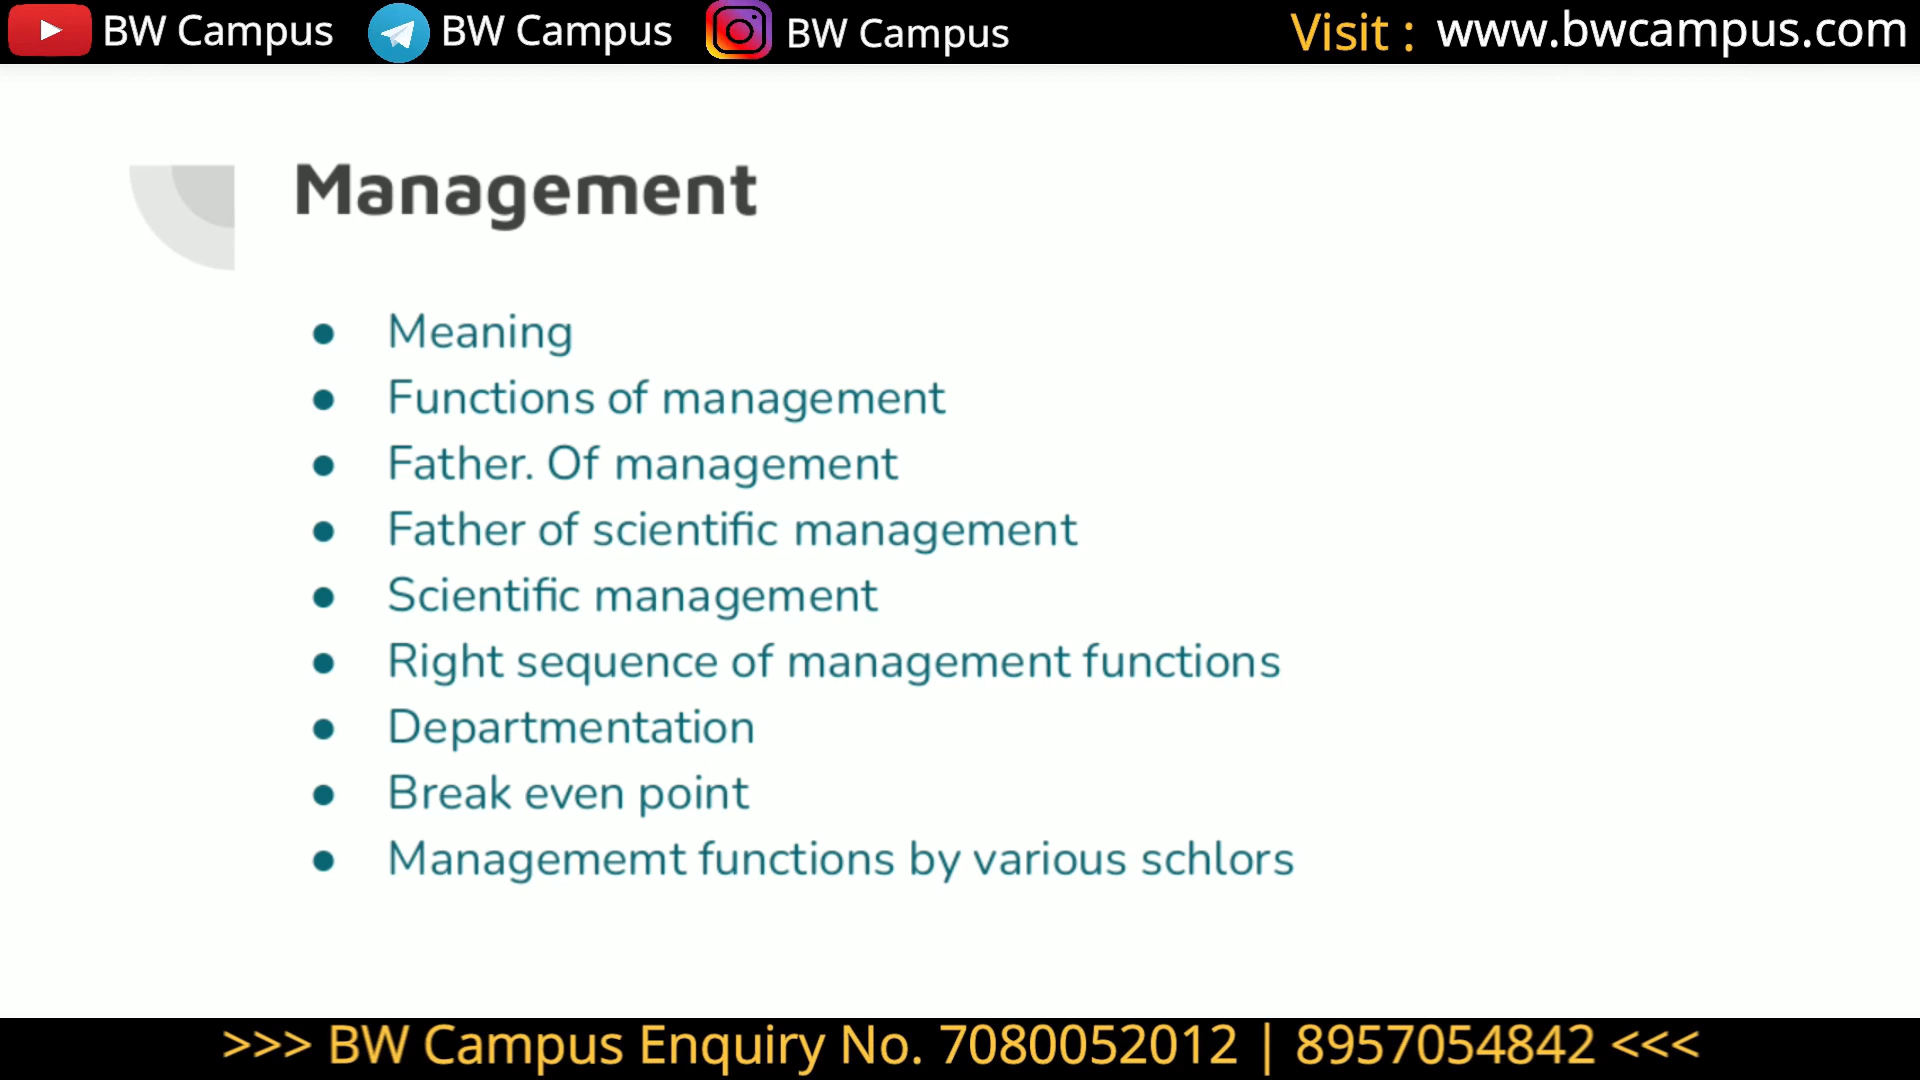 BW Campus BW Campus BW Campus Visit : www.bwcampus.com
Management
● Meaning
● Functions of management
● Father. Of management
● Father of scientific management
● Scientific management
● Right sequence of management functions
● Departmentation
● Break even point
● Managememt functions by various schlors
>>> BW Campus Enquiry No. 7080052012 | 8957054842 <<<